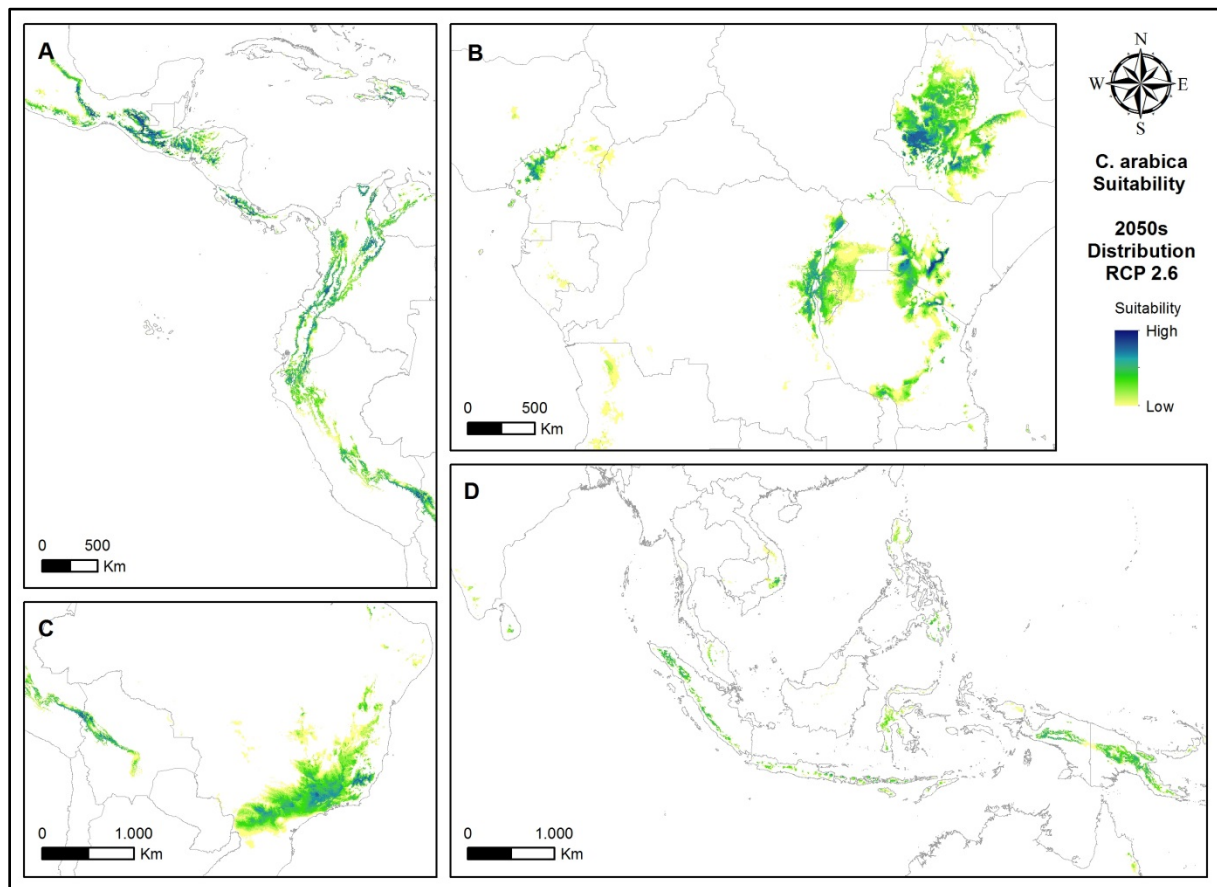 A
0 500
Km
B
0 500
Km
N
W E
S
C. arabica
Suitability
2050s
Distribution
RCP 2.6
Suitability
High
Low
C
0 1.000
Km
D
0 1.000
Km